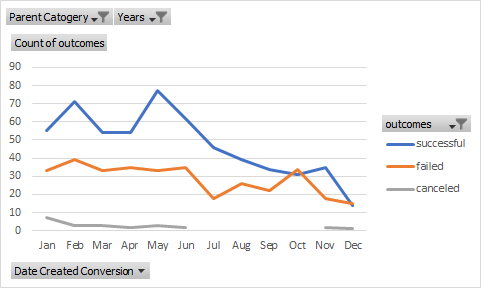 Parent Catogery Years
Count of outcomes
90
80
70
60
50
40
30
20
10
0
Jan Feb Mar Apr May Jun Jul Aug Sep Oct Nov Dec
outcomes
successful
failed
canceled
Date Created Conversion